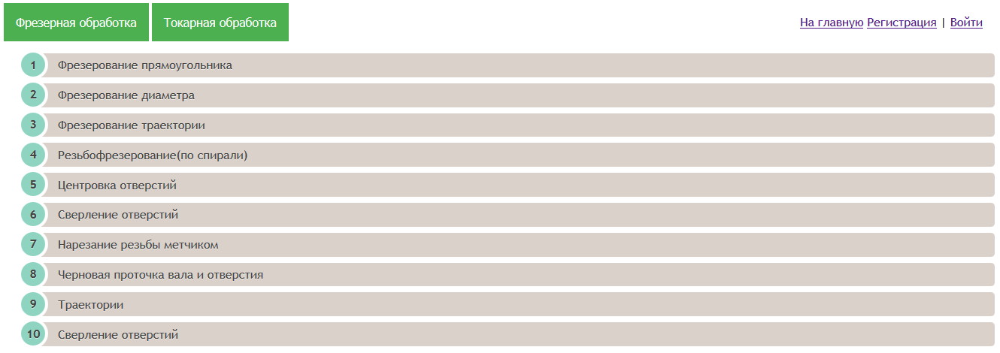 Фрезерная обработка Токарная обработка На главную Регистрация | Войти
1 Фрезерование прямоугольника
2 Фрезерование диаметра
3 Фрезерование траектории
4 Резьбофрезерование(по спирали)
5 Центровка отверстий
6 Сверление отверстий
7 Нарезание резьбы метчиком
8 Черновая проточка вала и отверстия
9 Траектории
10 Сверление отверстий